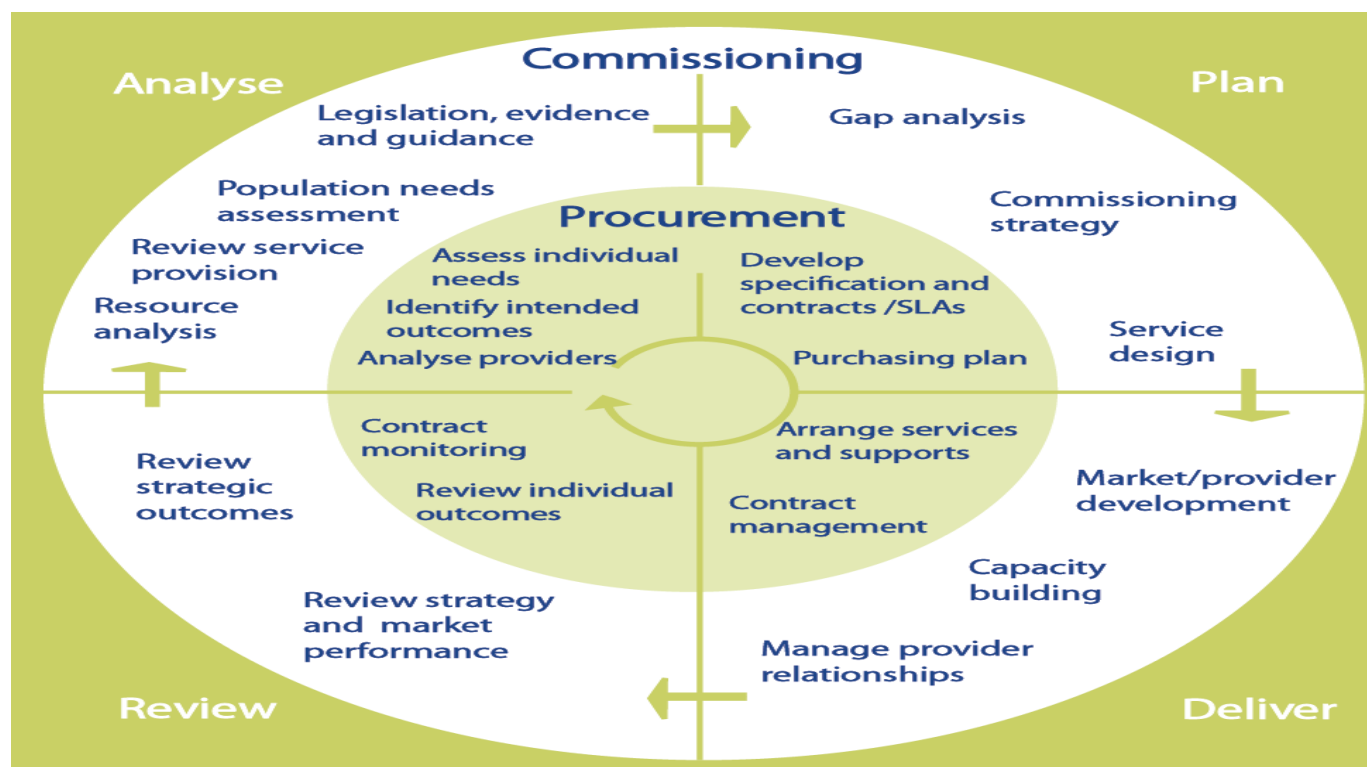 Commissioning
Analyse
Plan
Legislation, evidence
and guidance
Gap analysis
Population needs
assessment
Commissioning
strategy
Review service
provision
Resource
analysis
Service
design
Procurement
Assess individual
needs
Identify intended
outcomes
Analyse providers
Develop
specification and
contracts /SLAs
Purchasing plan
Contract
monitoring
Review individual
outcomes
Arrange services
and supports
Contract
management
Review
strategic
outcomes
Market/provider
development
Capacity
building
Review strategy
and market
performance
Manage provider
relationships
Review
Deliver